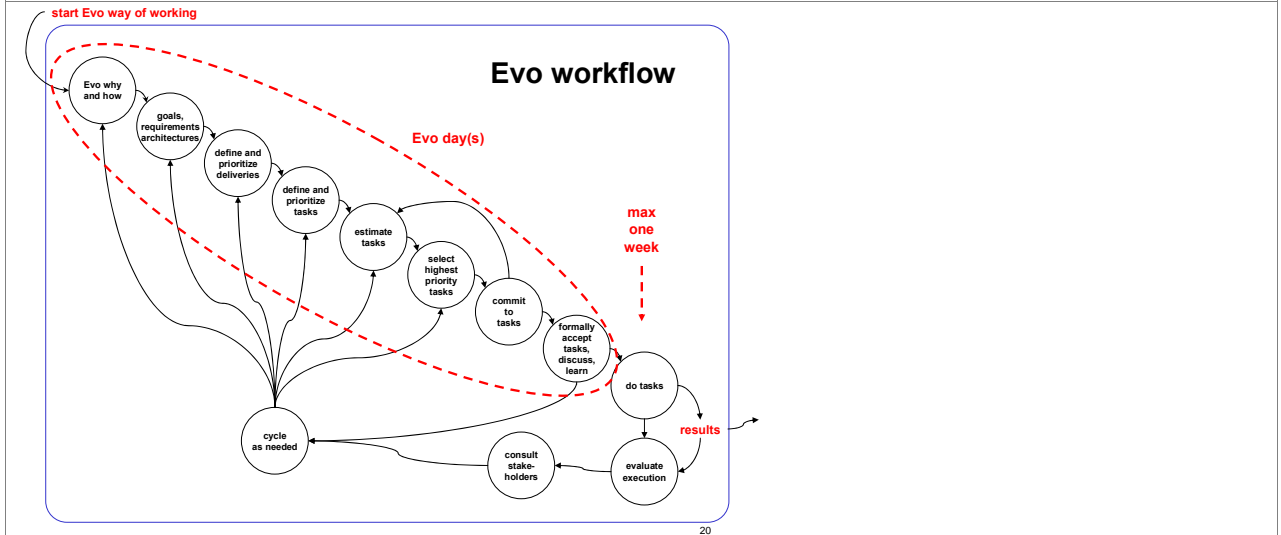 start Evo way of working
Evo workflow
Evo why
and how
goals,
requirements
architectures
Evo day(s)
define and
prioritize
deliveries
define and
prioritize
tasks
estimate
tasks
max
one
week
select
highest
priority
tasks
commit
to
tasks
formally
accept
tasks,
discuss,
learn
do tasks
results
cycle
as needed
consult
stake-
holders
evaluate
execution
20